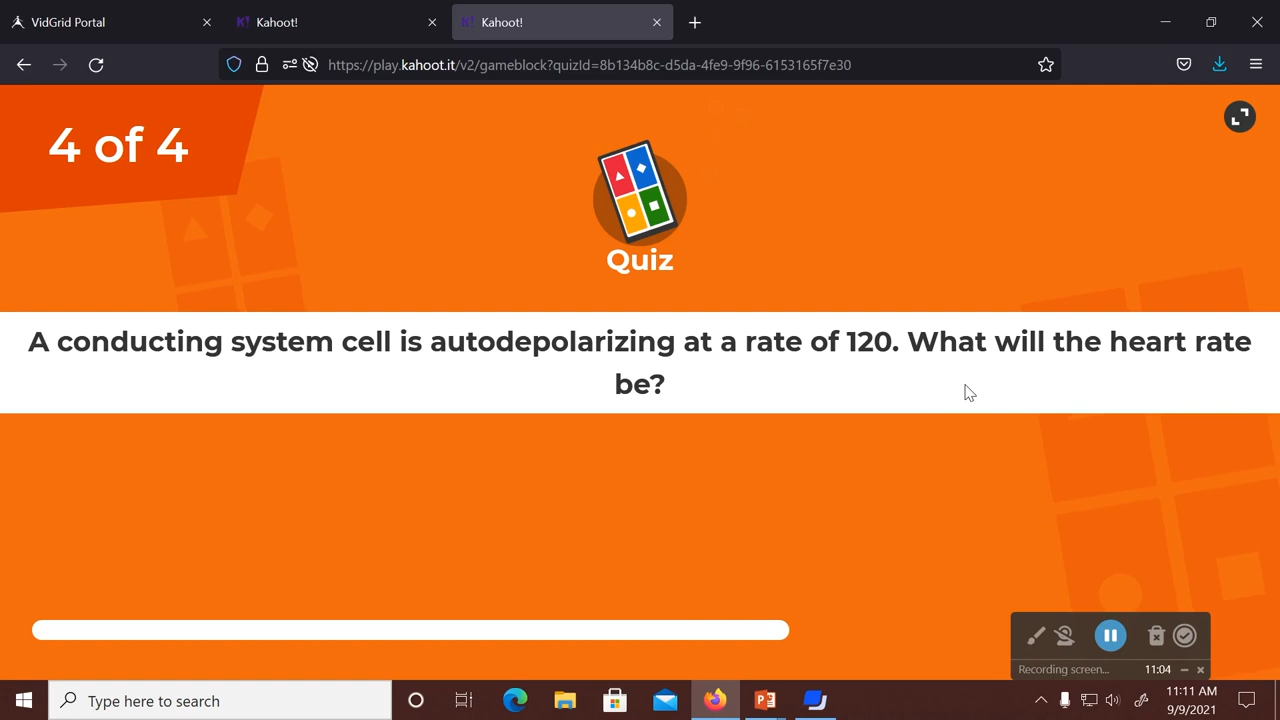 VidGrid Portal
Kahoot!
Kahoot!
https://play.kahoot.it/v2/gameblock?quizId=8b134b8c-d5da-4fe9-9f96-6153165f7e30
4 of 4
Quiz
A conducting system cell is autodepolarizing at a rate of 120. What will the heart rate
be?
Recording screen... 11:04
Type here to search
11:11 AM
9/9/2021